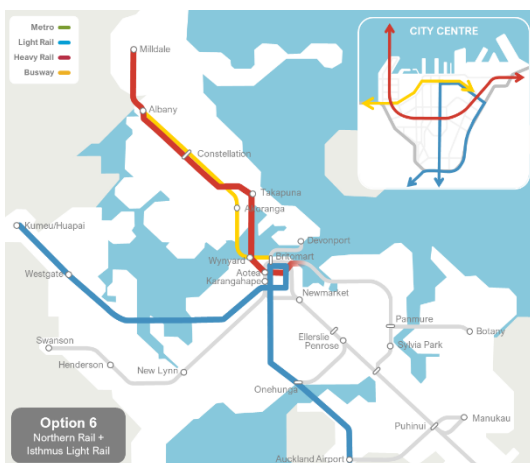 Metro
Light Rail
Heavy Rail
Busway
CITY CENTRE
Milldale
Albany
Constellation
Takapuna
Akoranga
Kumeu/Huapai
Devonport
Wynyard
Britomart
Aotea
Karangahape
Westgate
Newmarket
Panmure
Ellerslie
Botany
Penrose
Sylvia Park
Swanson
Henderson
New Lynn
Onehunga
Manukau
Puhinui
Auckland Airport
Option 6
Northern Rail +
Isthmus Light Rail